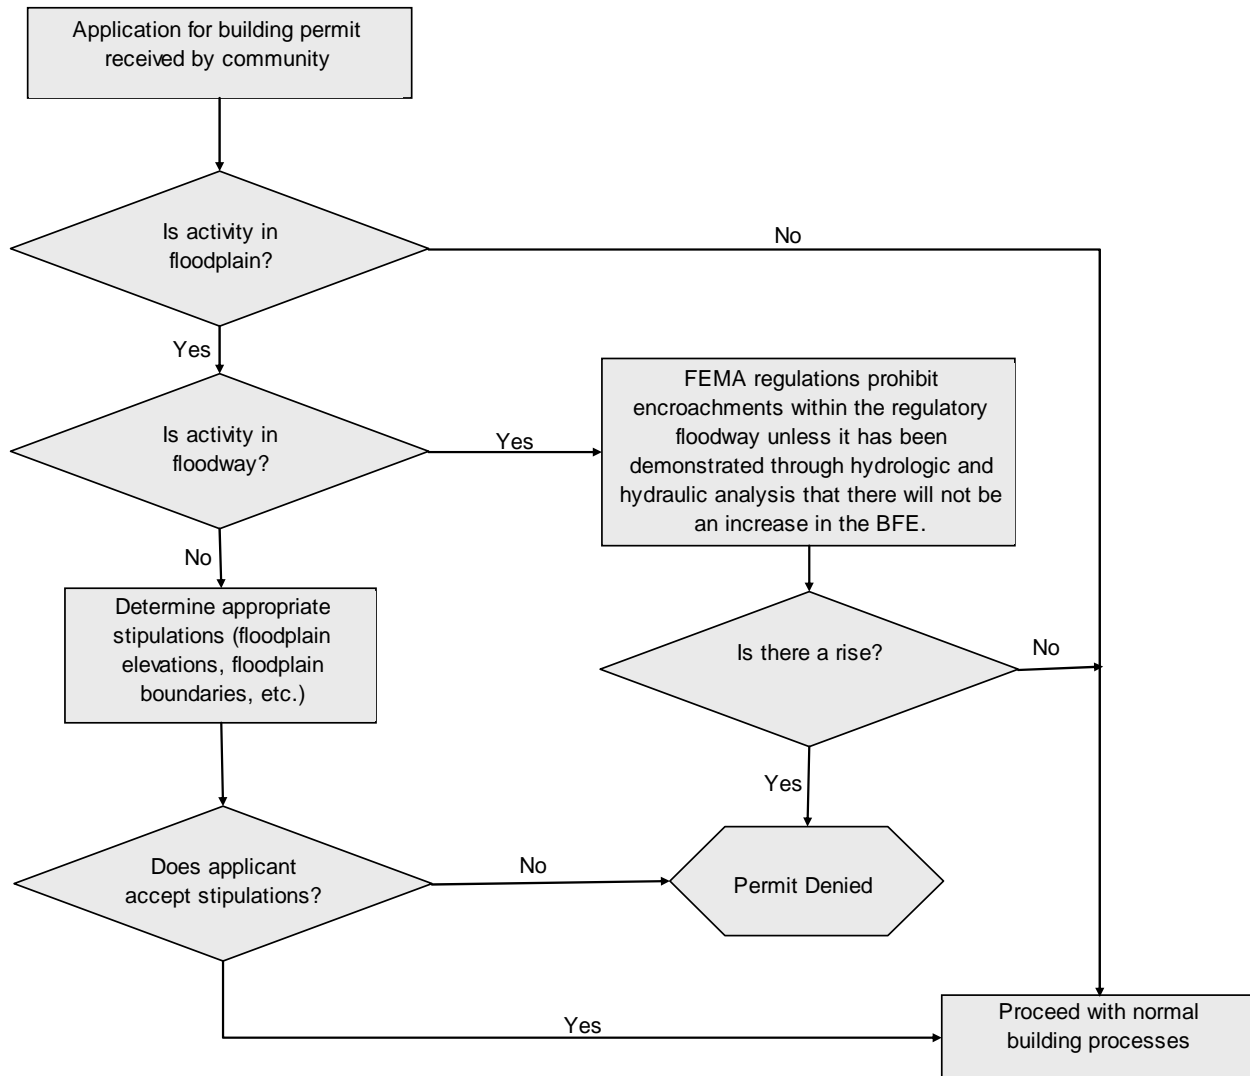 Application for building permit
received by community
Is activity in
floodplain?
No
Yes
Is activity in
floodway?
Yes
FEMA regulations prohibit
encroachments within the regulatory
floodway unless it has been
demonstrated through hydrologic and
hydraulic analysis that there will not be
an increase in the BFE.
No
Determine appropriate
stipulations (floodplain
elevations, floodplain
boundaries, etc.)
Is there a rise?
No
Yes
Does applicant
accept stipulations?
No
Permit Denied
Yes
Proceed with normal
building processes